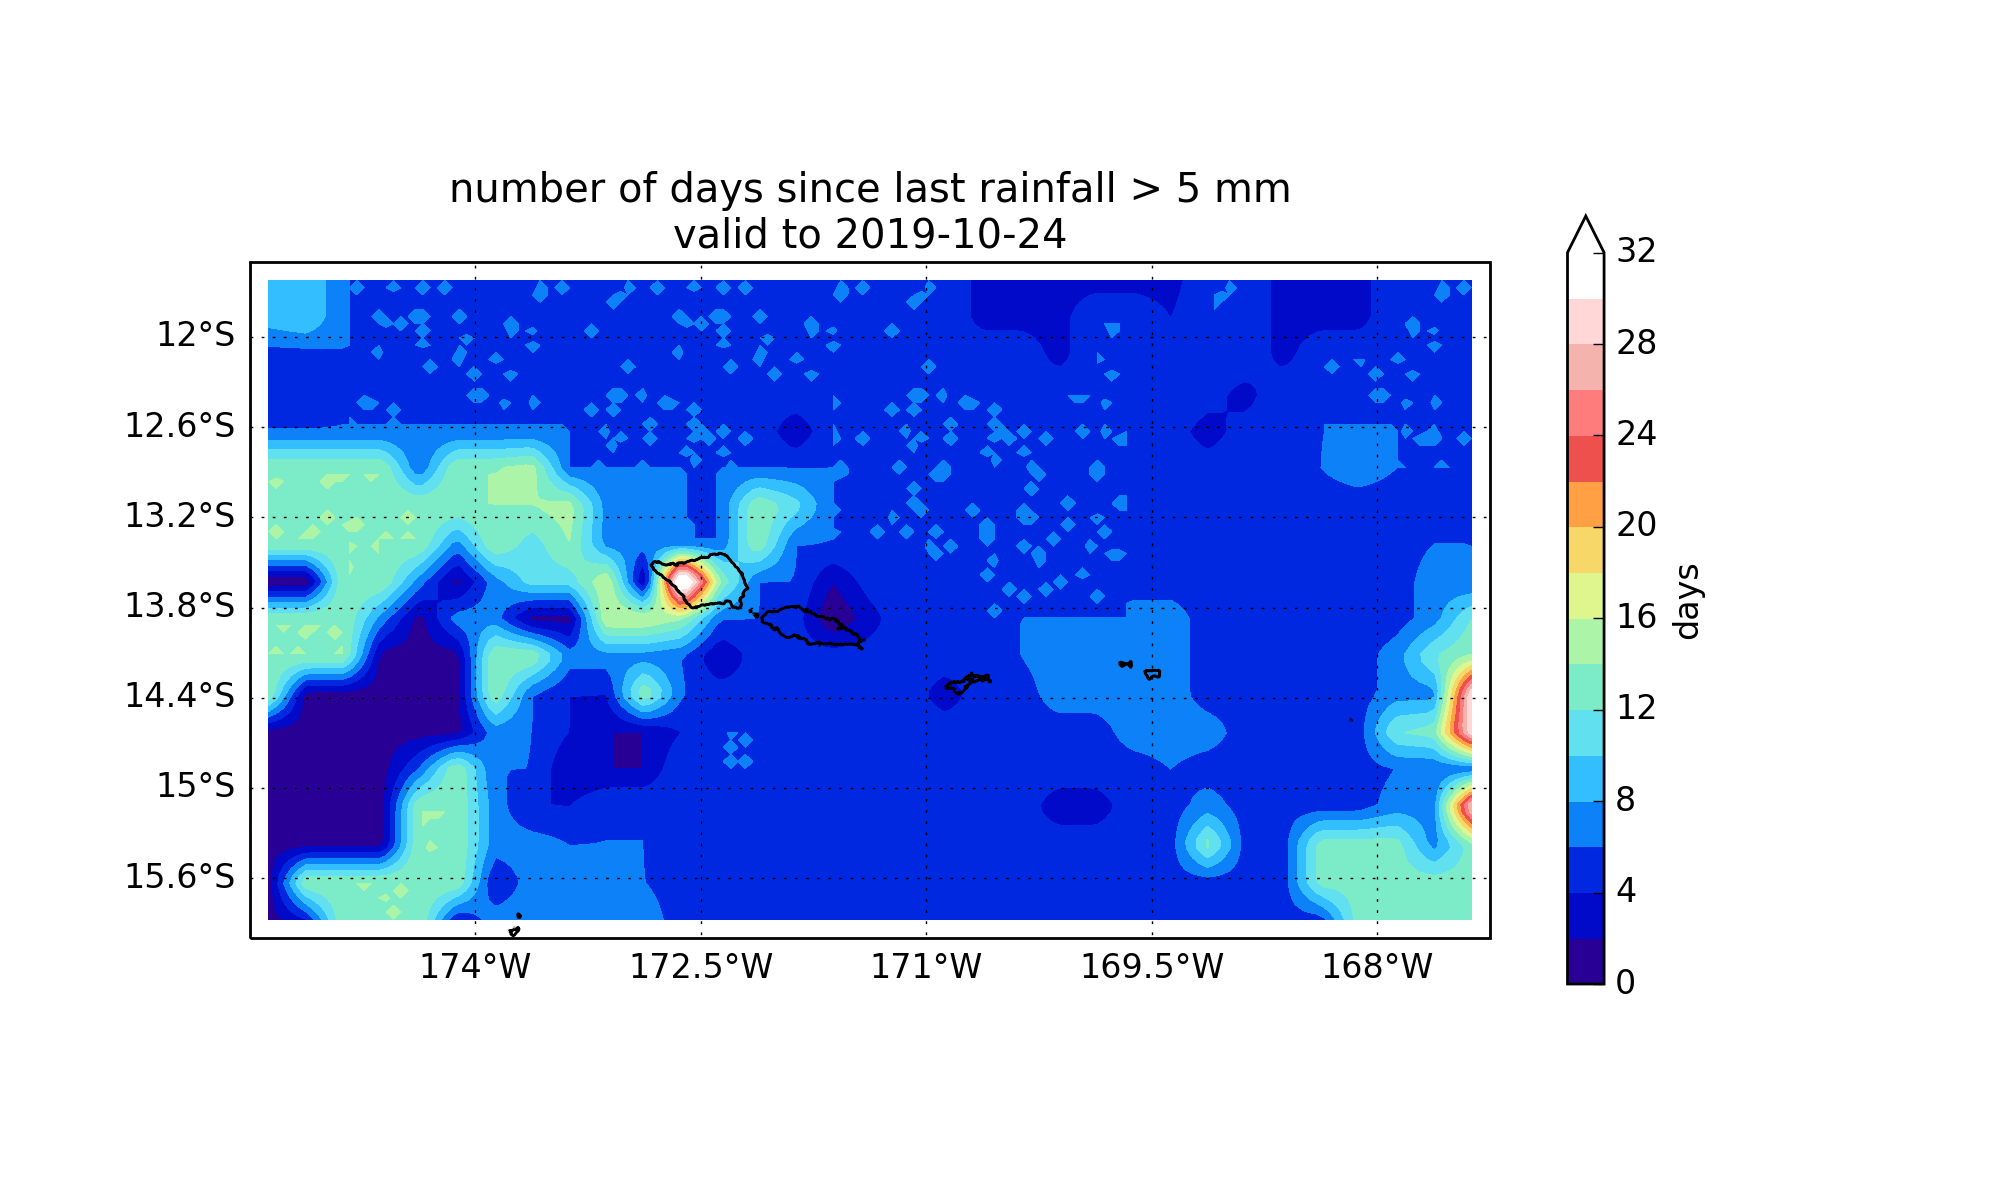 number of days since last rainfall > 5 mm
valid to 2019-10-24
12°S
12.6°S
13.2°S
13.8°S
14.4°S
15°S
15.6°S
174°W 172.5°W 171°W 169.5°W 168°W
32
28
24
20
16
12
8
4
0
days